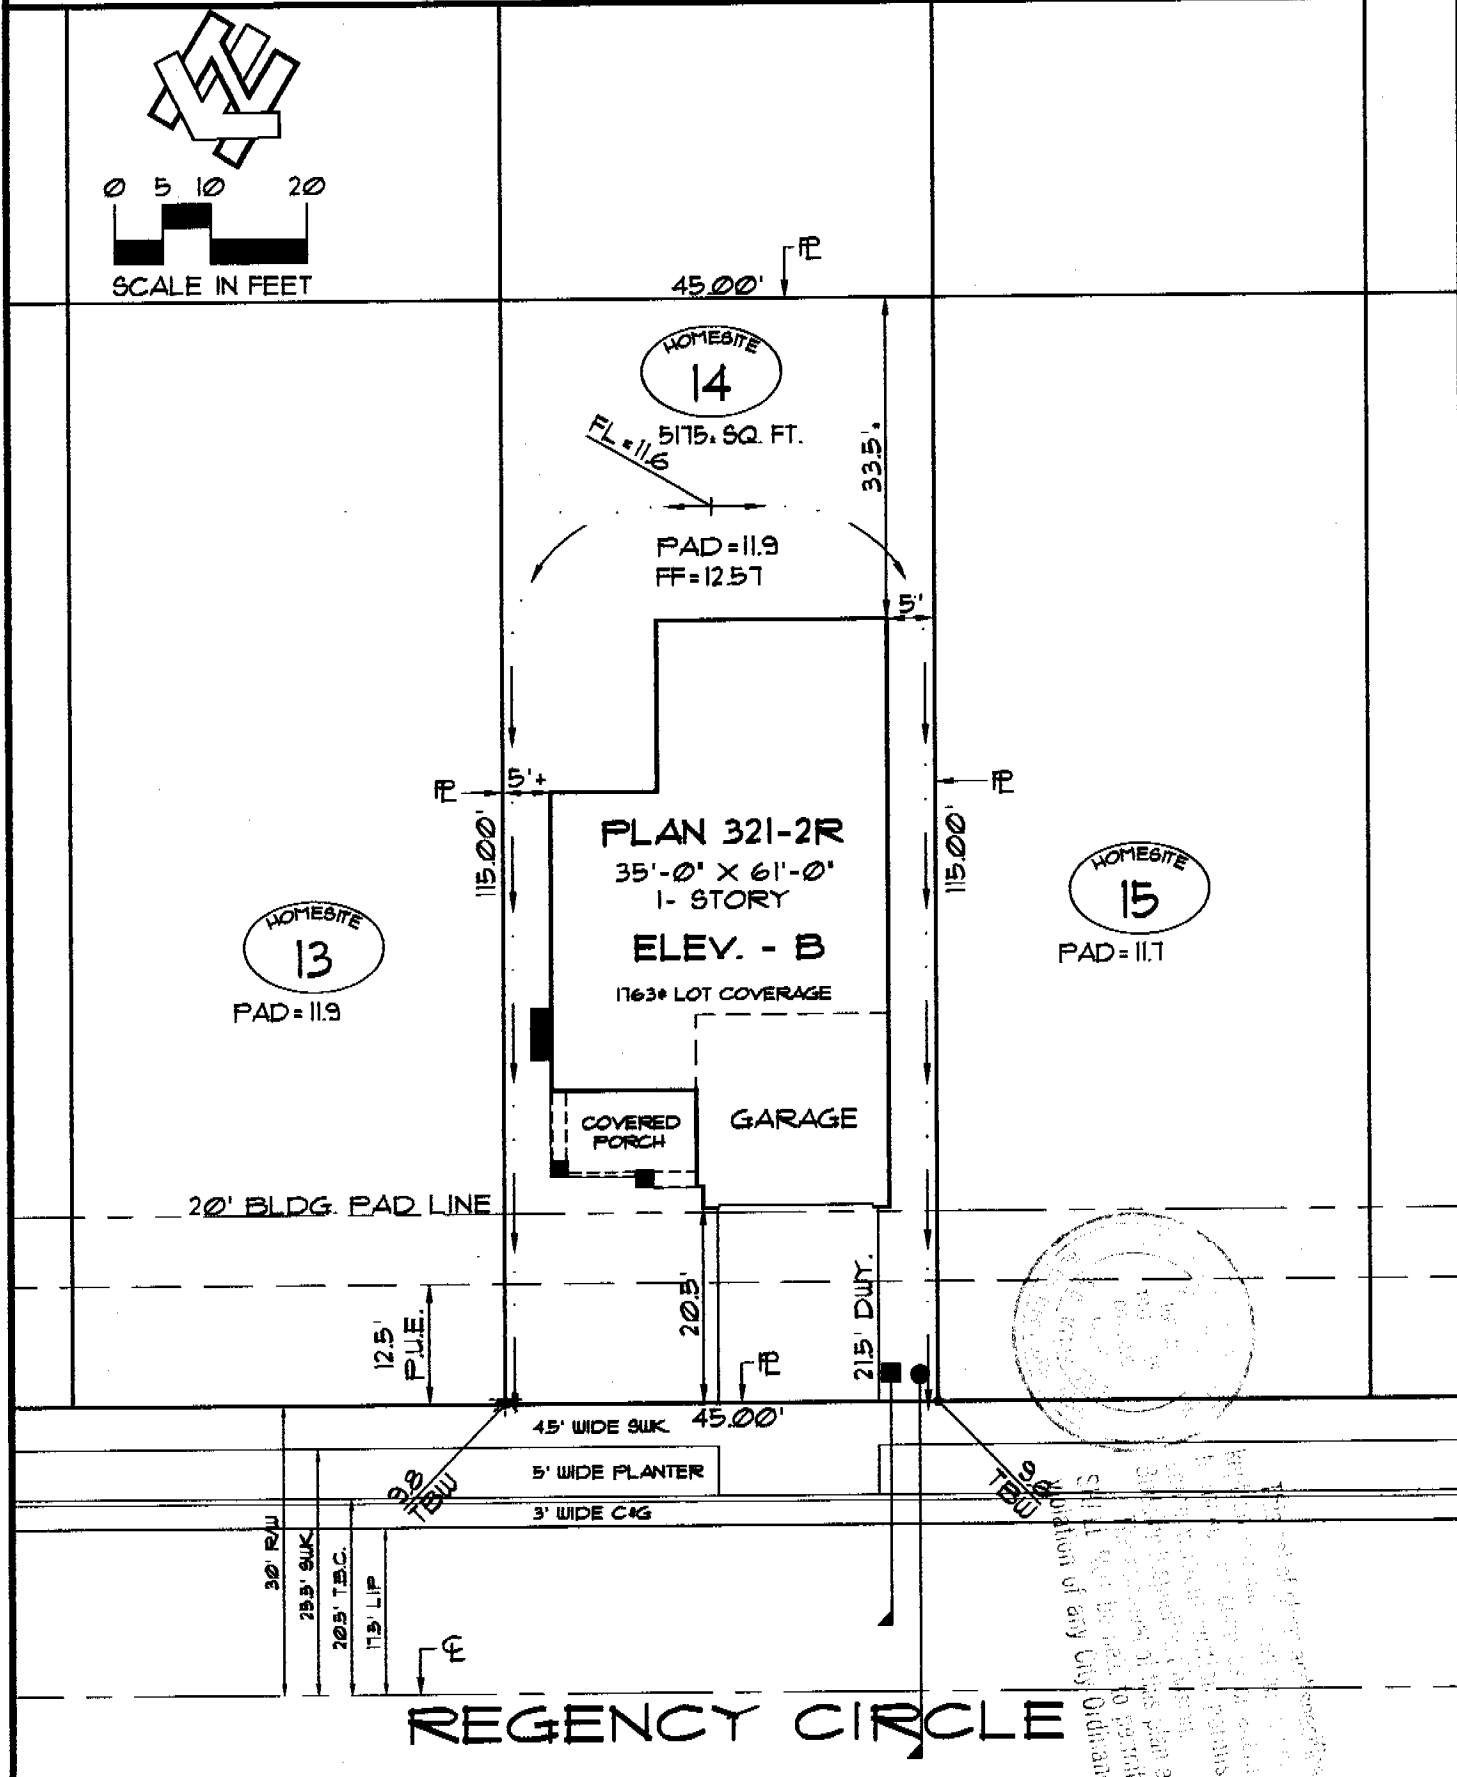 0 5 10 20
SCALE IN FEET
45.00'
PL
HOMESITE
14
5175± SQ. FT.
FL = 11.6
33.5'±
PAD = 11.9
FF = 12.57
5'
PL
5'+
PL
115.00'
115.00'
PLAN 321-2R
35'-0" X 61'-0"
1- STORY
ELEV. - B
1763# LOT COVERAGE
HOMESITE
13
PAD = 11.9
HOMESITE
15
PAD = 11.7
COVERED
PORCH
GARAGE
20' BLDG. PAD LINE
12.5'
P.U.E.
20.5'
21.5' DWY.
PL
45.00'
4.5' WIDE SWK.
5' WIDE PLANTER
3' WIDE C&G
9.8
TBW
TBW
30' R/W
25.5' SWK.
20.5' T.B.C.
17.5' LIP
CL
REGENCY CIRCLE
violation of any City Ordinan